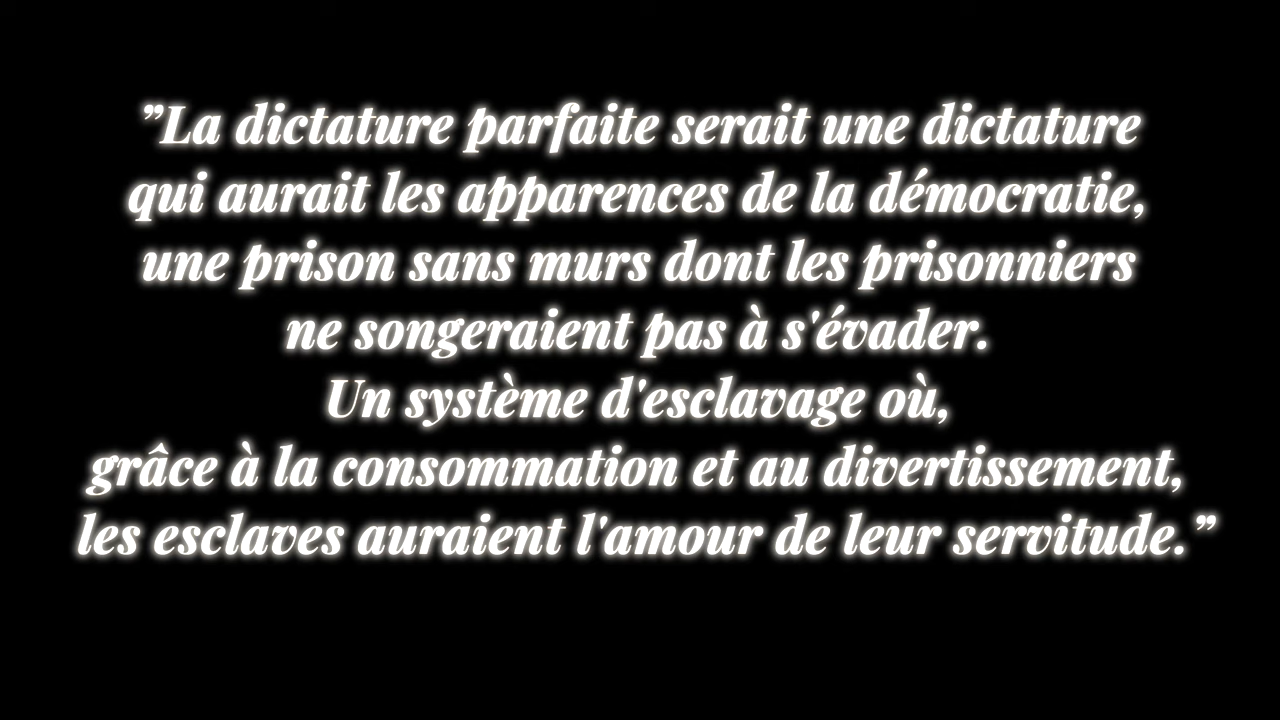 ”La dictature parfaite serait une dictature
qui aurait les apparences de la démocratie,
une prison sans murs dont les prisonniers
ne songeraient pas à s'évader.
Un système d'esclavage où,
grâce à la consommation et au divertissement,
les esclaves auraient l'amour de leur servitude.”